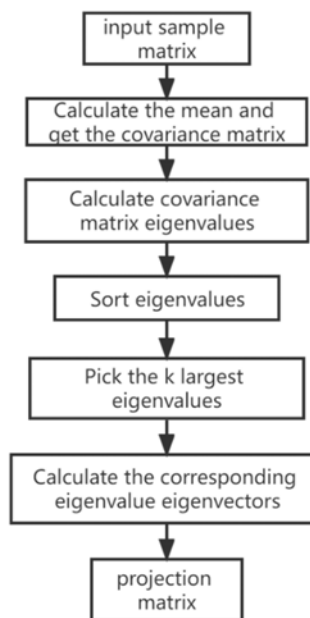 input sample
matrix
Calculate the mean and
get the covariance matrix
Calculate covariance
matrix eigenvalues
Sort eigenvalues
Pick the k largest
eigenvalues
Calculate the corresponding
eigenvalue eigenvectors
projection
matrix